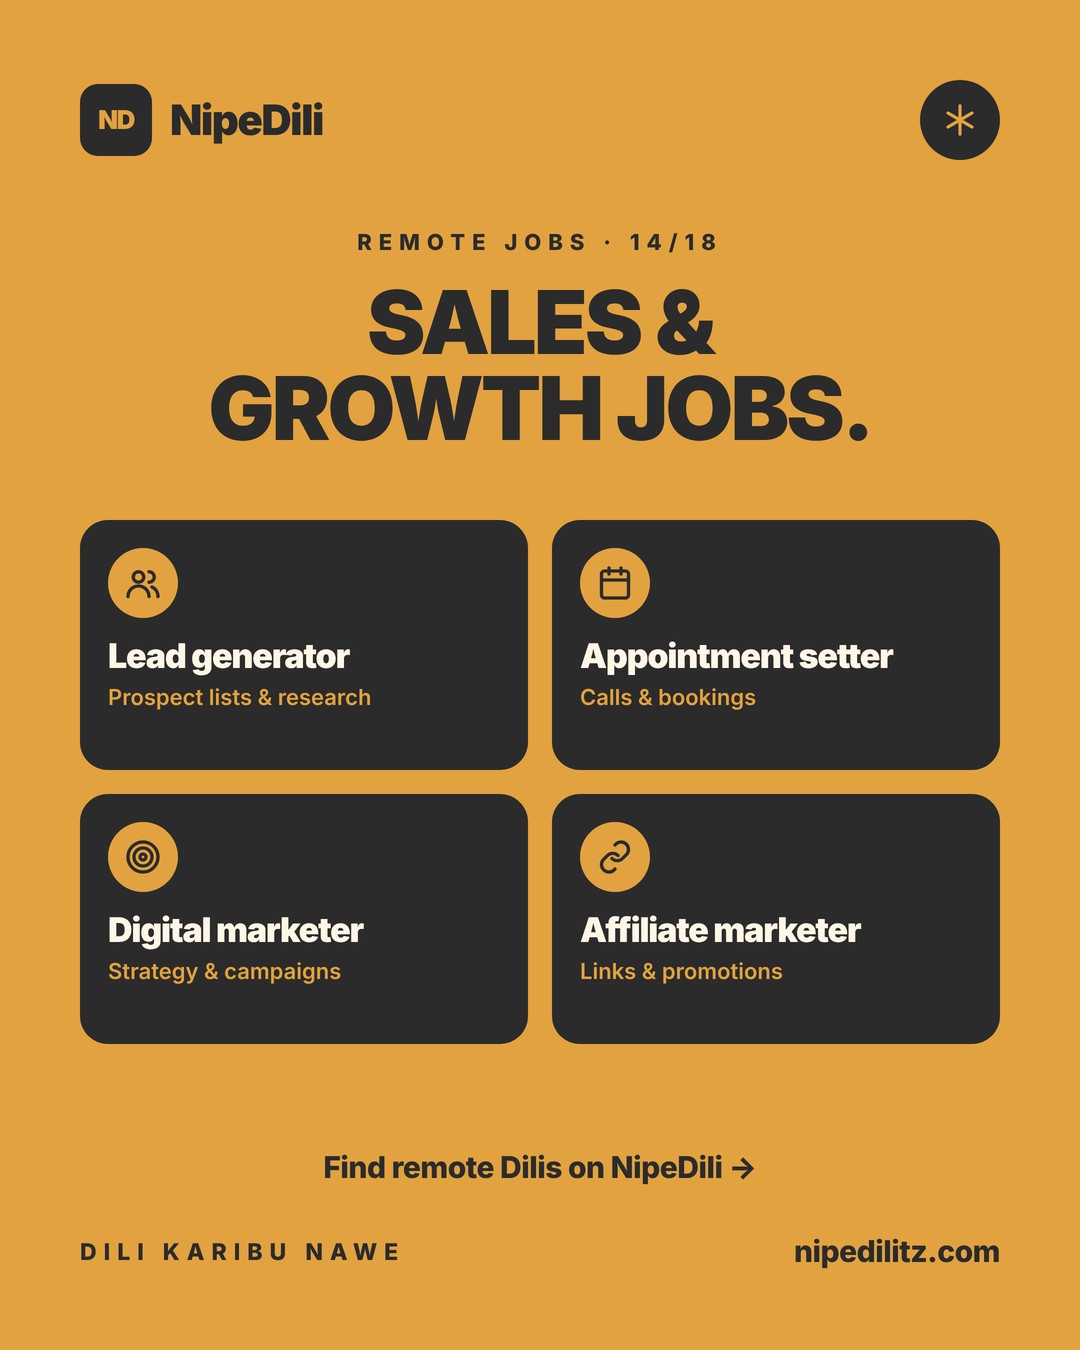 ND NipeDili
REMOTE JOBS · 14/18
SALES &
GROWTH JOBS.
Lead generator
Prospect lists & research
Appointment setter
Calls & bookings
Digital marketer
Strategy & campaigns
Affiliate marketer
Links & promotions
Find remote Dilis on NipeDili →
DILI KARIBU NAWE
nipedilitz.com